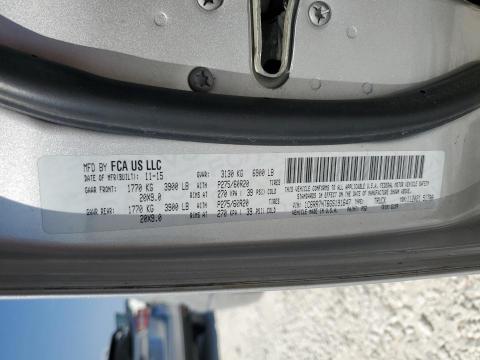 MFD BY FCA US LLC
DATE OF MFR(BUILT): 11-15 GVWR: 3130 KG 6900 LB
GAWR FRONT: 1770 KG 3900 LB WITH P275/60R20 TIRES
20X9.0 RIMS AT 270 KPA( 39 PSI) COLD
GAWR REAR: 1770 KG 3900 LB WITH P275/60R20 TIRES
20X9.0 RIMS AT 270 KPA( 39 PSI) COLD
THIS VEHICLE CONFORMS TO ALL APPLICABLE U.S.A. FEDERAL MOTOR VEHICLE SAFETY
STANDARDS IN EFFECT ON THE DATE OF MANUFACTURE SHOWN ABOVE.
VIN: TYPE: TRUCK